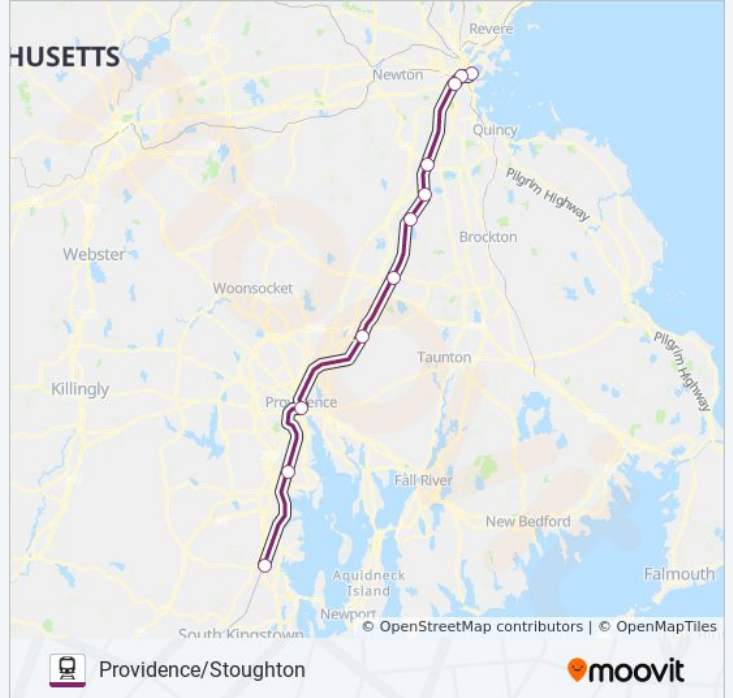 Revere
HUSETTS
Newton
Quincy
Pilgrim Highway
Brockton
Webster
Woonsocket
Pilgrim Highway
Taunton
Killingly
Providence
Fall River
New Bedford
Aquidneck
Island
Falmouth
Newport
© OpenStreetMap contributors | © OpenMapTiles
South Kingstown
Providence/Stoughton
moovit